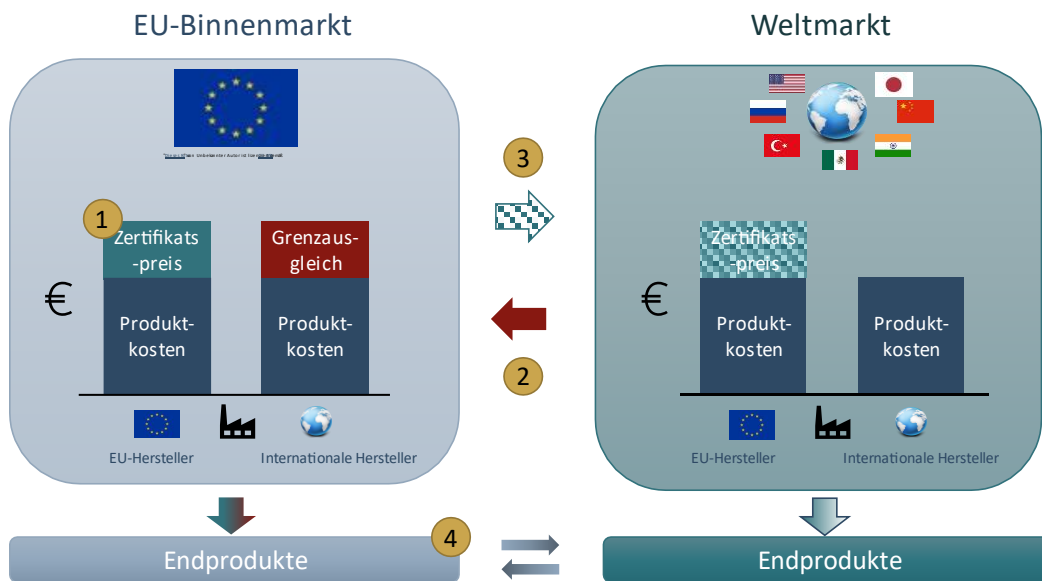 EU-Binnenmarkt
Weltmarkt
3
1
Zertifikats
-preis
Grenzaus-
gleich
Zertifikats
-preis
€
Produkt-
kosten
Produkt-
kosten
€
Produkt-
kosten
Produkt-
kosten
2
EU-Hersteller
Internationale Hersteller
EU-Hersteller
Internationale Hersteller
4
Endprodukte
Endprodukte